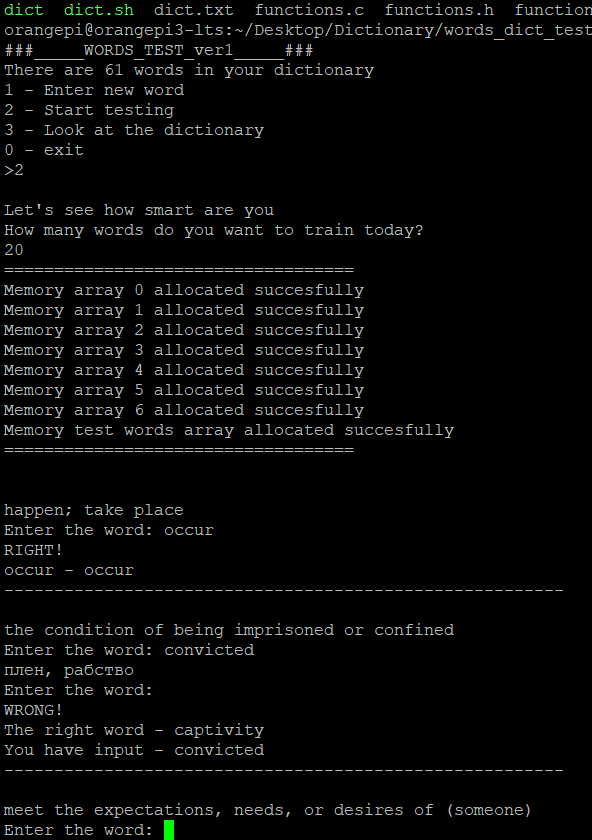 dict dict.sh dict.txt functions.c functions.h function
orangepi@orangepi3-lts:~/Desktop/Dictionary/words_dict_test
###_____WORDS_TEST_ver1_____###
There are 61 words in your dictionary
1 - Enter new word
2 - Start testing
3 - Look at the dictionary
0 - exit
>2
Let's see how smart are you
How many words do you want to train today?
20
===================================
Memory array 0 allocated succesfully
Memory array 1 allocated succesfully
Memory array 2 allocated succesfully
Memory array 3 allocated succesfully
Memory array 4 allocated succesfully
Memory array 5 allocated succesfully
Memory array 6 allocated succesfully
Memory test words array allocated succesfully
===================================
happen; take place
Enter the word: occur
RIGHT!
occur - occur
--------------------------------------------------------
the condition of being imprisoned or confined
Enter the word: convicted
плен, рабство
Enter the word:
WRONG!
The right word - captivity
You have input - convicted
--------------------------------------------------------
meet the expectations, needs, or desires of (someone)
Enter the word: